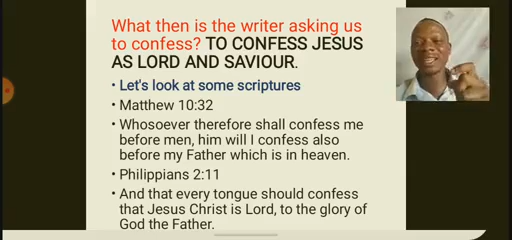 What then is the writer asking us
to confess? TO CONFESS JESUS
AS LORD AND SAVIOUR.
• Let's look at some scriptures
• Matthew 10:32
• Whosoever therefore shall confess me
before men, him will I confess also
before my Father which is in heaven.
• Philippians 2:11
• And that every tongue should confess
that Jesus Christ is Lord, to the glory of
God the Father.